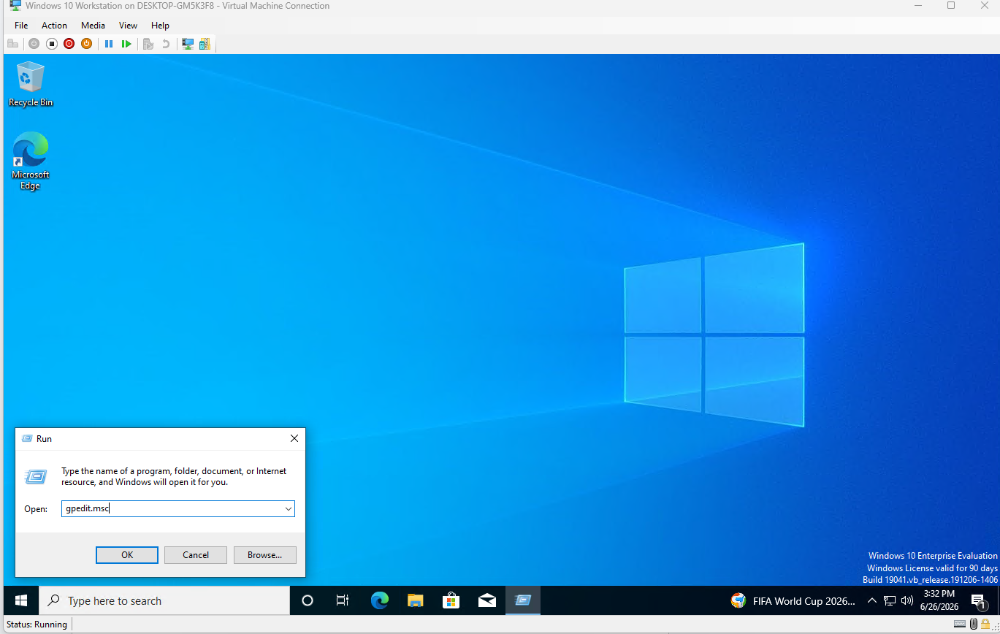 Windows 10 Workstation on DESKTOP-GM5K3F8 - Virtual Machine Connection
File Action Media View Help
Recycle Bin
Microsoft
Edge
Run
Type the name of a program, folder, document, or Internet
resource, and Windows will open it for you.
Open: gpedit.msc
OK Cancel Browse...
Windows 10 Enterprise Evaluation
Windows License valid for 90 days
Build 19041.vb_release.191206-1406
Type here to search
FIFA World Cup 2026...
3:32 PM
6/26/2026
1
Status: Running